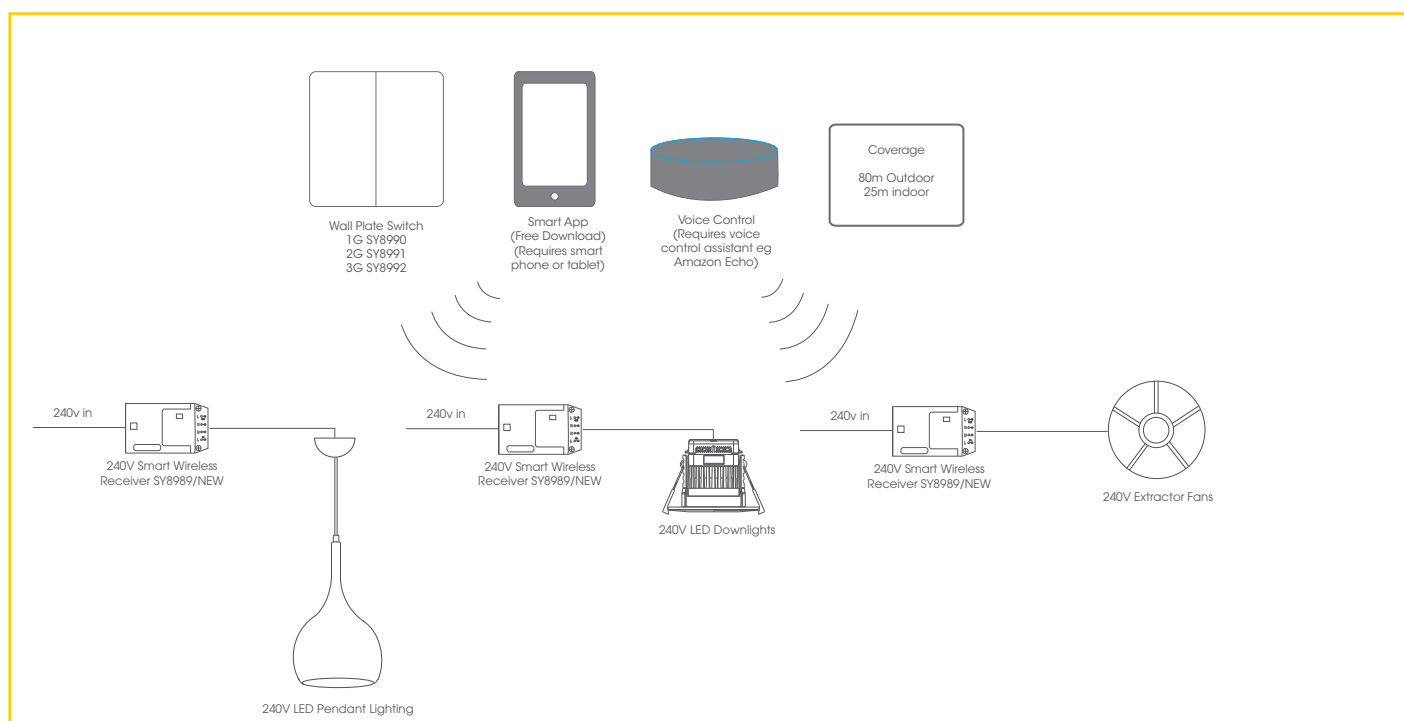 Wall Plate Switch
1G SY8990
2G SY8991
3G SY8992
Smart App
(Free Download)
(Requires smart
phone or tablet)
Voice Control
(Requires voice
control assistant eg
Amazon Echo)
Coverage
80m Outdoor
25m indoor
240v in
240V Smart Wireless
Receiver SY8989/NEW
240V LED Pendant Lighting
240v in
240V Smart Wireless
Receiver SY8989/NEW
240V LED Downlights
240v in
240V Smart Wireless
Receiver SY8989/NEW
240V Extractor Fans